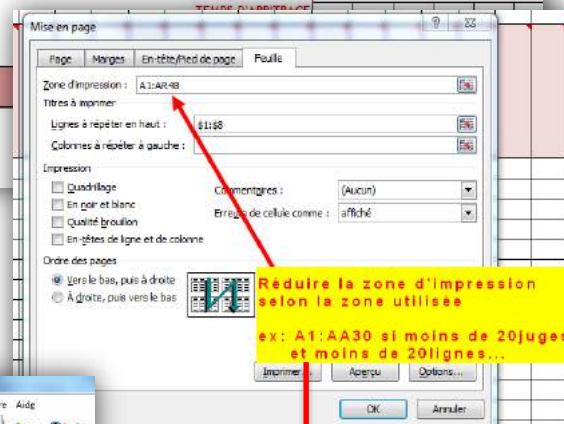 TEMPS D'ARBITRAGE
Mise en page
Page Marges En-tête/Pied de page Feuille
Zone d'impression : A1:AR48
Titres à imprimer
Lignes à répéter en haut : $1:$8
Colonnes à répéter à gauche :
Impression
Quadrillage
En noir et blanc
Qualité brouillon
En-têtes de ligne et de colonne
Commentaires : (Aucun)
Erreurs de cellule comme : affiché
Ordre des pages
Vers le bas, puis à droite
À droite, puis vers le bas
Réduire la zone d'impression
selon la zone utilisée
ex: A1:AA30 si moins de 20juges
et moins de 20lignes...
Imprimer... Aperçu Options...
OK Annuler
re Aide